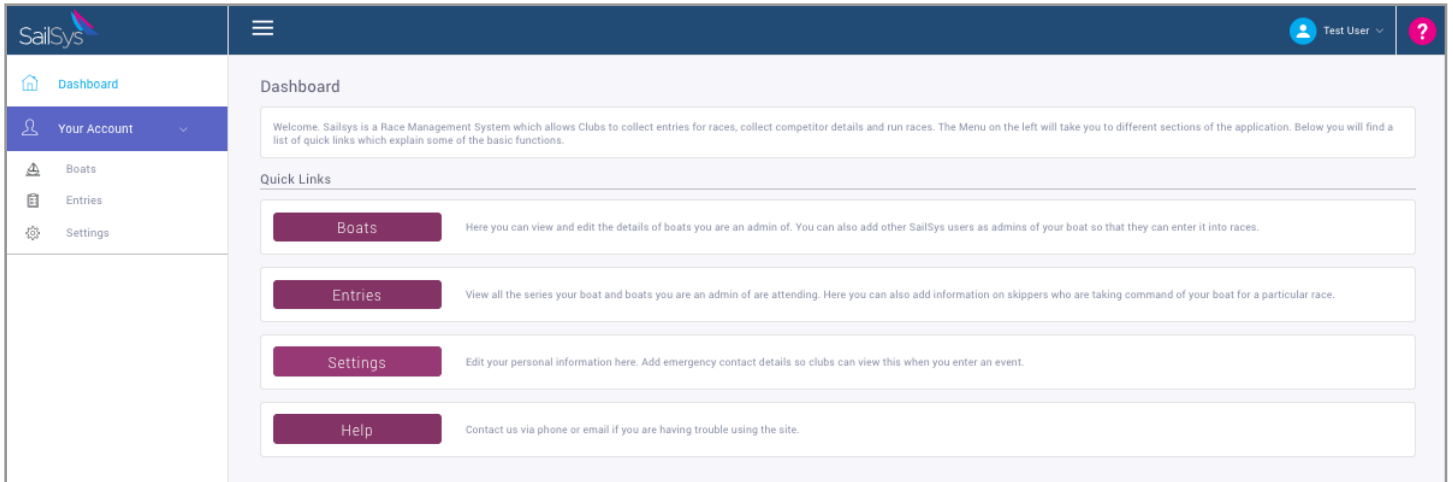 SailSys
Test User
?
Dashboard
Your Account
Boats
Entries
Settings
Dashboard
Welcome. Sailsys is a Race Management System which allows Clubs to collect entries for races, collect competitor details and run races. The Menu on the left will take you to different sections of the application. Below you will find a
list of quick links which explain some of the basic functions.
Quick Links
Boats
Here you can view and edit the details of boats you are an admin of. You can also add other SailSys users as admins of your boat so that they can enter it into races.
Entries
View all the series your boat and boats you are an admin of are attending. Here you can also add information on skippers who are taking command of your boat for a particular race.
Settings
Edit your personal information here. Add emergency contact details so clubs can view this when you enter an event.
Help
Contact us via phone or email if you are having trouble using the site.